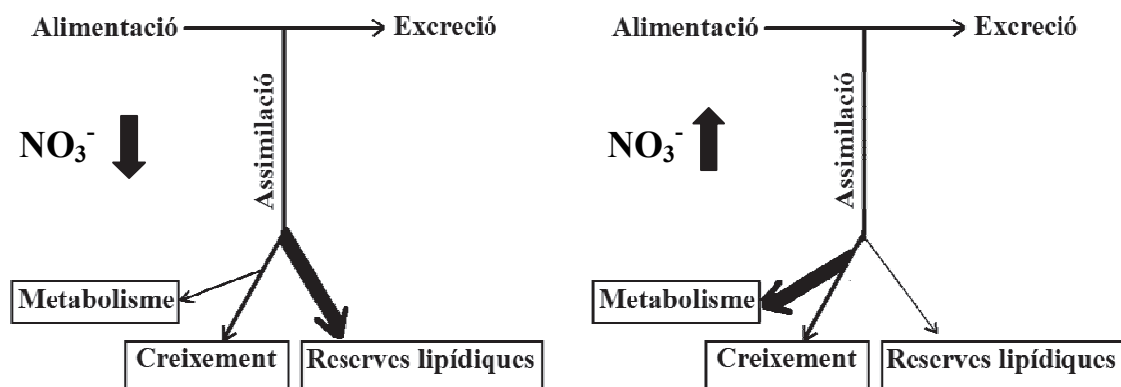 Alimentació Excreció
Assimilació
NO₃⁻
Metabolisme
Creixement
Reserves lipídiques
Alimentació Excreció
Assimilació
NO₃⁻
Metabolisme
Creixement
Reserves lipídiques